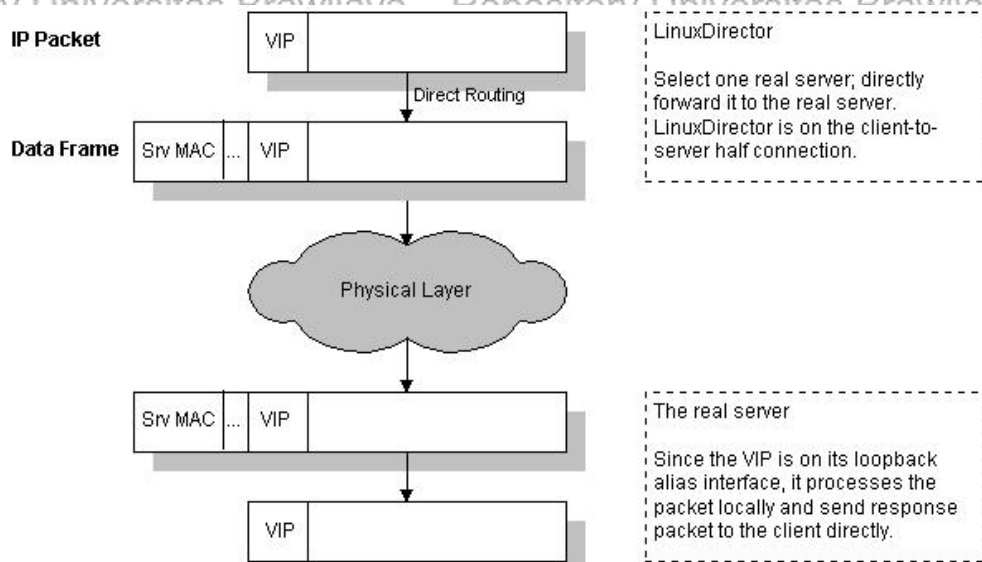 Repository Universitas Brawijaya
IP Packet
VIP
Direct Routing
Data Frame
Srv MAC
...
VIP
LinuxDirector
Select one real server; directly
forward it to the real server.
LinuxDirector is on the client-to-
server half connection.
Physical Layer
Srv MAC
...
VIP
VIP
The real server
Since the VIP is on its loopback
alias interface, it processes the
packet locally and send response
packet to the client directly.